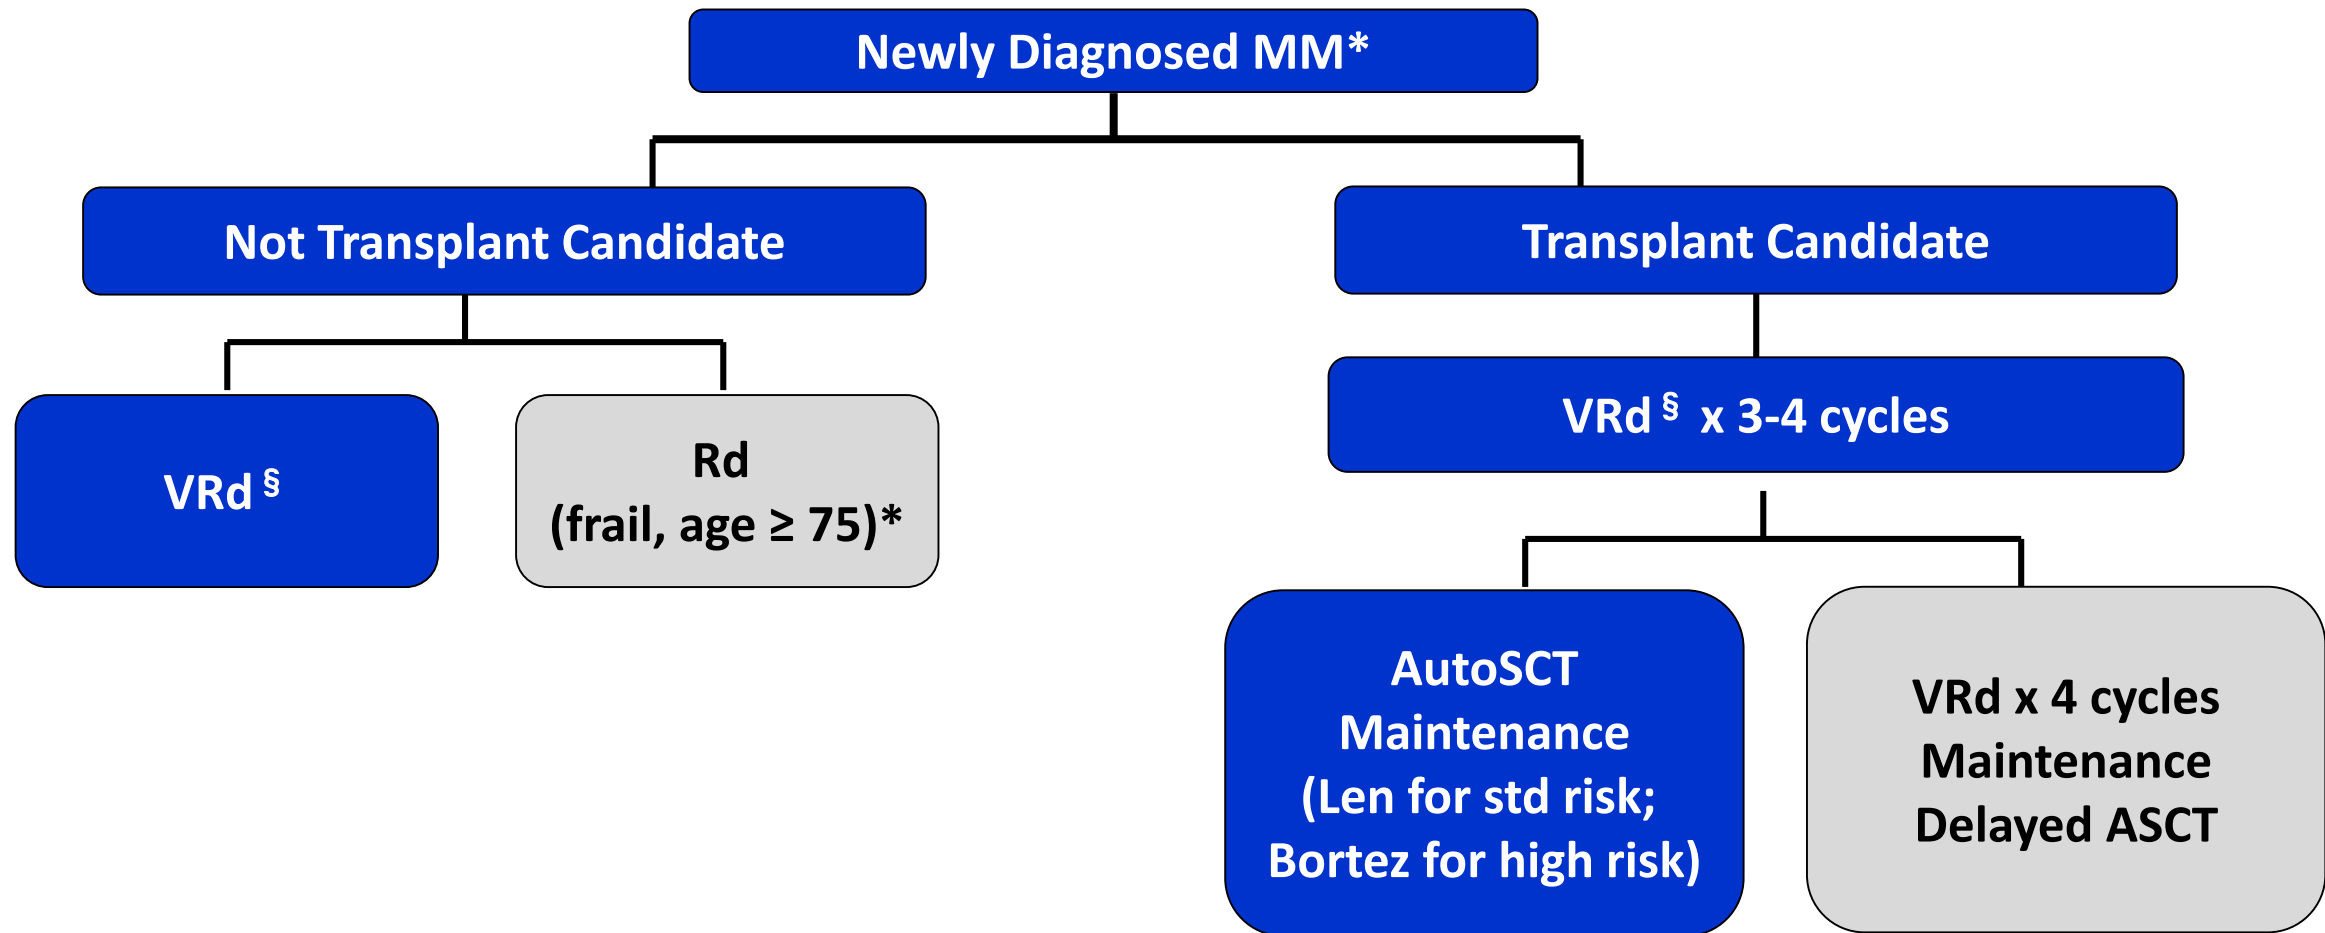 Newly Diagnosed MM*
Not Transplant Candidate
Transplant Candidate
VRd §
Rd
(frail, age ≥ 75)*
VRd § x 3-4 cycles
AutoSCT
Maintenance
(Len for std risk;
Bortez for high risk)
VRd x 4 cycles
Maintenance
Delayed ASCT